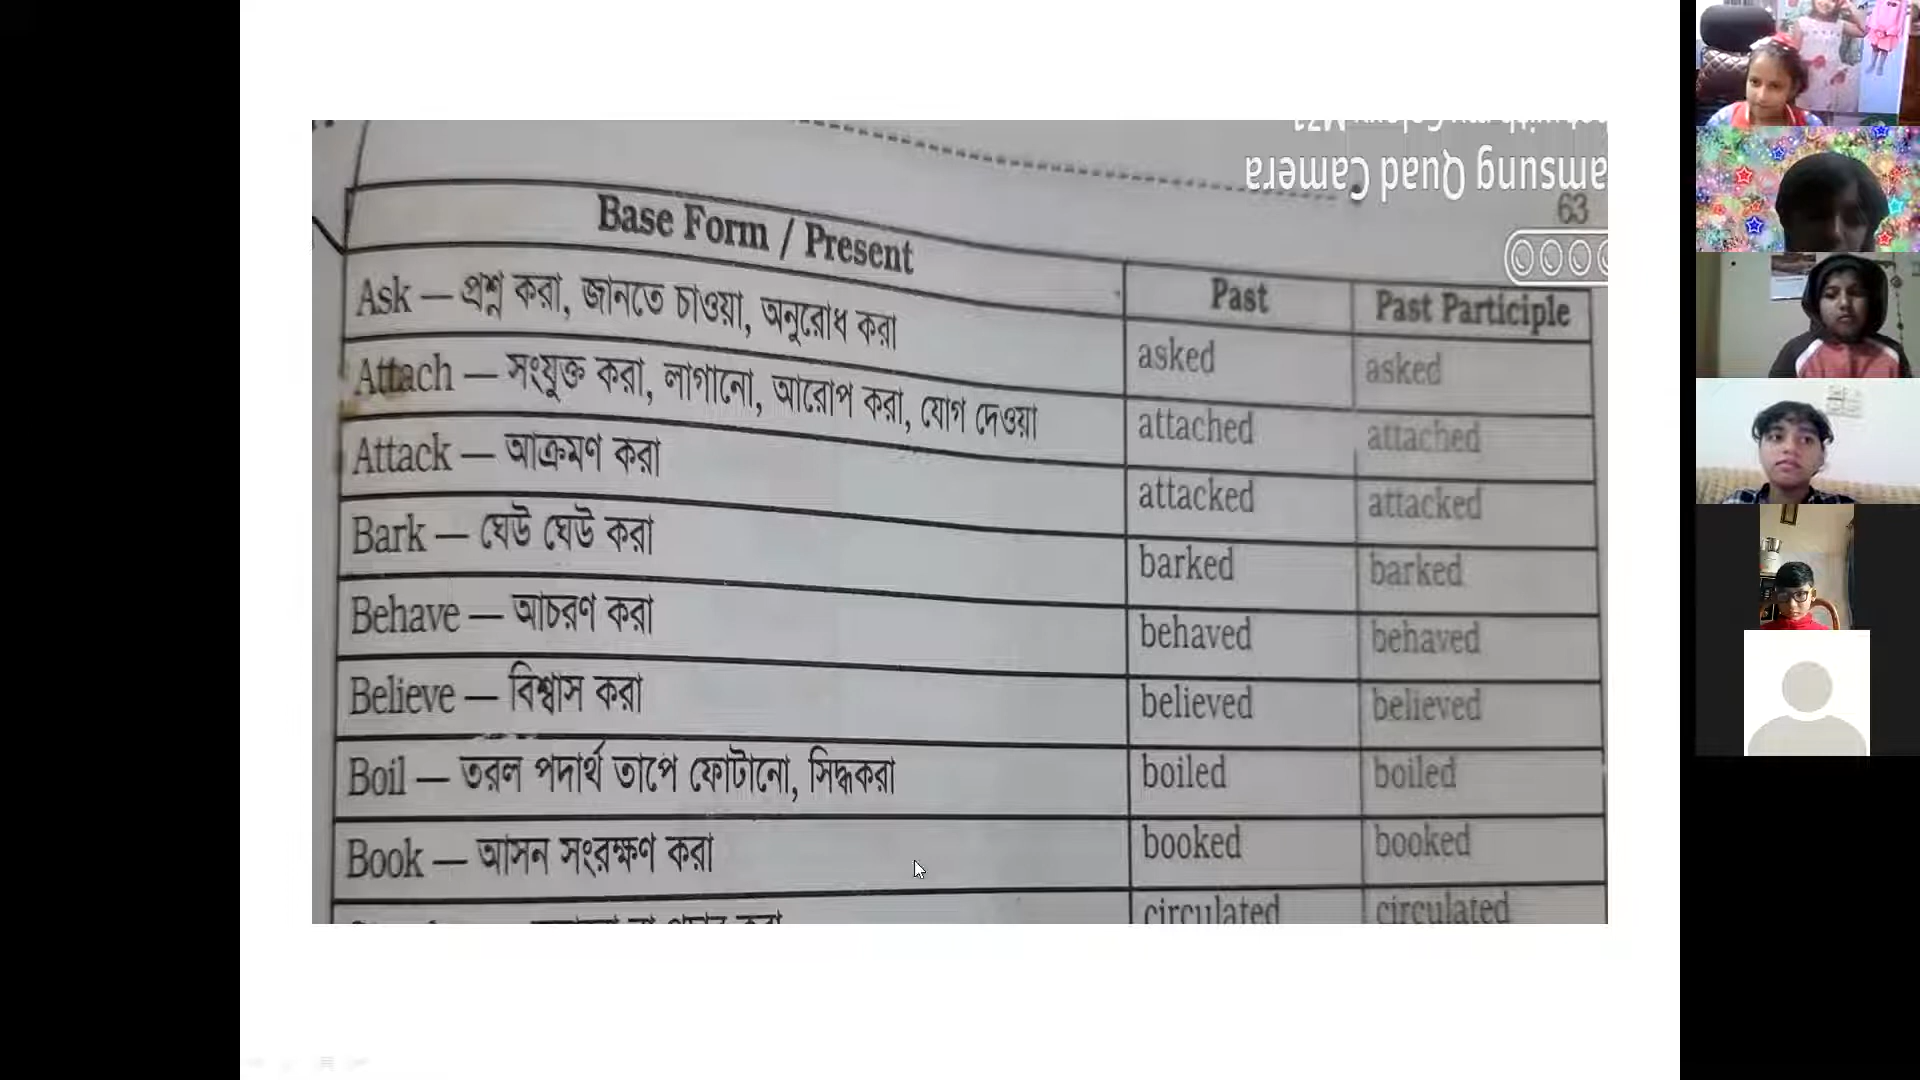 amsung Quad Camera
63
Base Form / Present
Past
Past Participle
Ask — প্রশ্ন করা, জানতে চাওয়া, অনুরোধ করা
asked
asked
Attach — সংযুক্ত করা, লাগানো, আরোপ করা, যোগ দেওয়া
attached
attached
Attack — আক্রমণ করা
attacked
attacked
Bark — ঘেউ ঘেউ করা
barked
barked
Behave — আচরণ করা
behaved
behaved
Believe — বিশ্বাস করা
believed
believed
Boil — তরল পদার্থ তাপে ফোটানো, সিদ্ধকরা
boiled
boiled
Book — আসন সংরক্ষণ করা
booked
booked
circulated
circulated